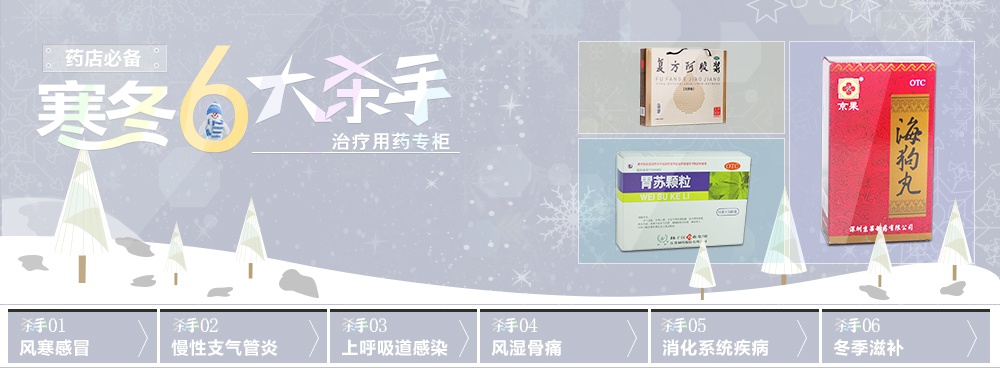 药店必备
寒冬6大杀手
治疗用药专柜
复方阿胶浆
FU FANG E JIAO JIANG
OTC
胃苏颗粒
WEI SU KE LI
OTC
京果
海狗丸
杀手01
风寒感冒
杀手02
慢性支气管炎
杀手03
上呼吸道感染
杀手04
风湿骨痛
杀手05
消化系统疾病
杀手06
冬季滋补